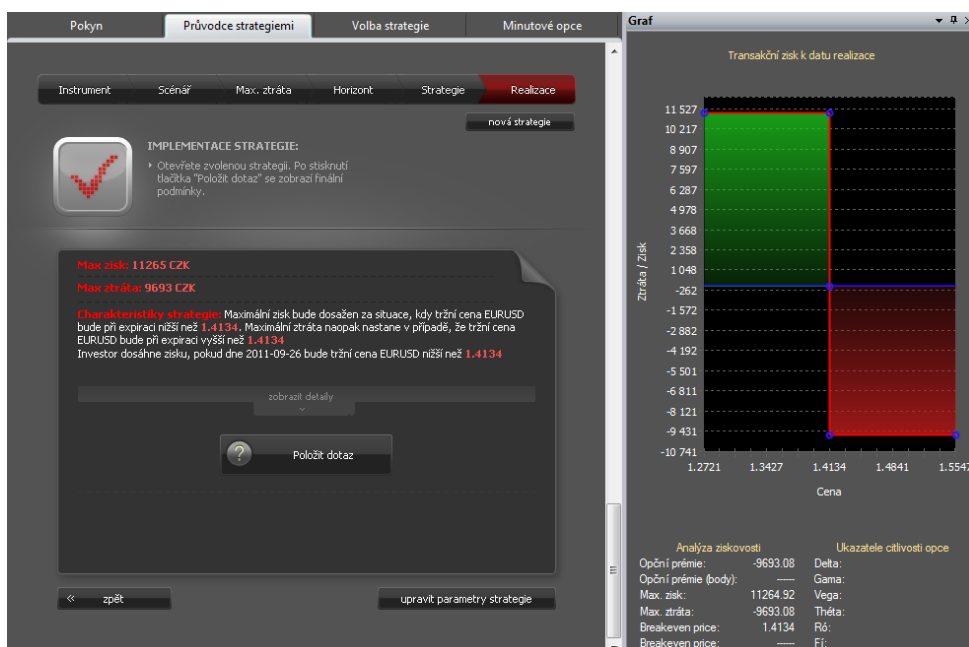 Pokyn
Průvodce strategiemi
Volba strategie
Minutové opce
Instrument
Scénář
Max. ztráta
Horizont
Strategie
Realizace
nová strategie
IMPLEMENTACE STRATEGIE:
Otevřete zvolenou strategii. Po stisknutí
tlačítka "Položit dotaz" se zobrazí finální
podmínky.
Max zisk: 11265 CZK
Max ztráta: 9693 CZK
Charakteristiky strategie: Maximální zisk bude dosažen za situace, kdy tržní cena EURUSD
bude při expiraci nižší než 1.4134. Maximální ztráta naopak nastane v případě, že tržní cena
EURUSD bude při expiraci vyšší než 1.4134
Investor dosáhne zisku, pokud dne 2011-09-26 bude tržní cena EURUSD nižší než 1.4134
zobrazit detaily
? Položit dotaz
« zpět
upravit parametry strategie
Graf
Transakční zisk k datu realizace
Ztráta / Zisk
11 527
10 217
8 907
7 597
6 287
4 978
3 668
2 358
1 048
-262
-1 572
-2 882
-4 192
-5 501
-6 811
-8 121
-9 431
-10 741
1.2721 1.3427 1.4134 1.4841 1.5547
Cena
Analýza ziskovosti
Opční prémie: -9693.08
Opční prémie (body): -----
Max. zisk: 11264.92
Max. ztráta: -9693.08
Breakeven price: 1.4134
Breakeven price: -----
Ukazatele citlivosti opce
Delta:
Gama:
Vega:
Théta:
Ró:
Fí: